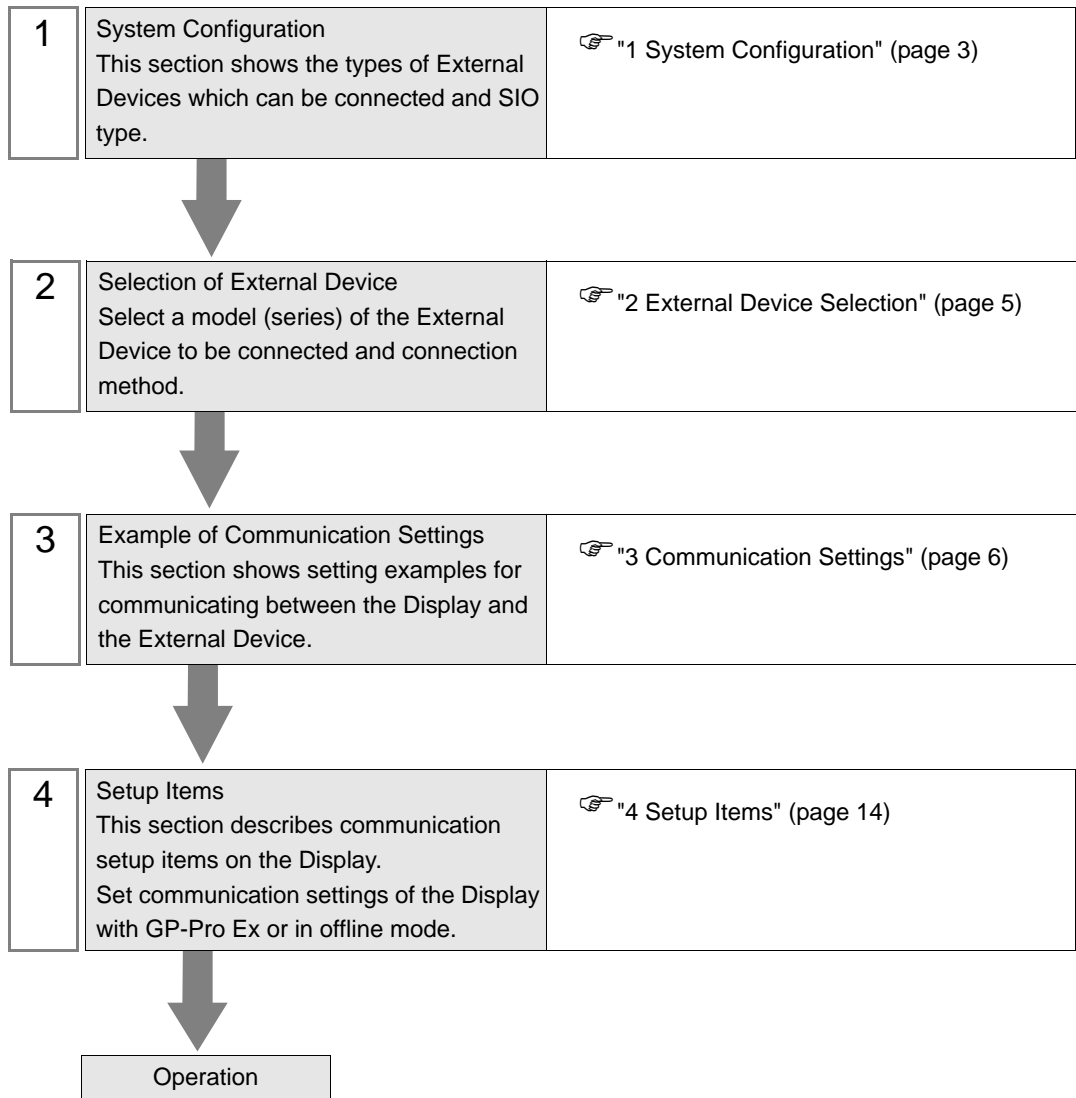 1
System Configuration
This section shows the types of External
Devices which can be connected and SIO
type.
"1 System Configuration" (page 3)
2
Selection of External Device
Select a model (series) of the External
Device to be connected and connection
method.
"2 External Device Selection" (page 5)
3
Example of Communication Settings
This section shows setting examples for
communicating between the Display and
the External Device.
"3 Communication Settings" (page 6)
4
Setup Items
This section describes communication
setup items on the Display.
Set communication settings of the Display
with GP-Pro Ex or in offline mode.
"4 Setup Items" (page 14)
Operation